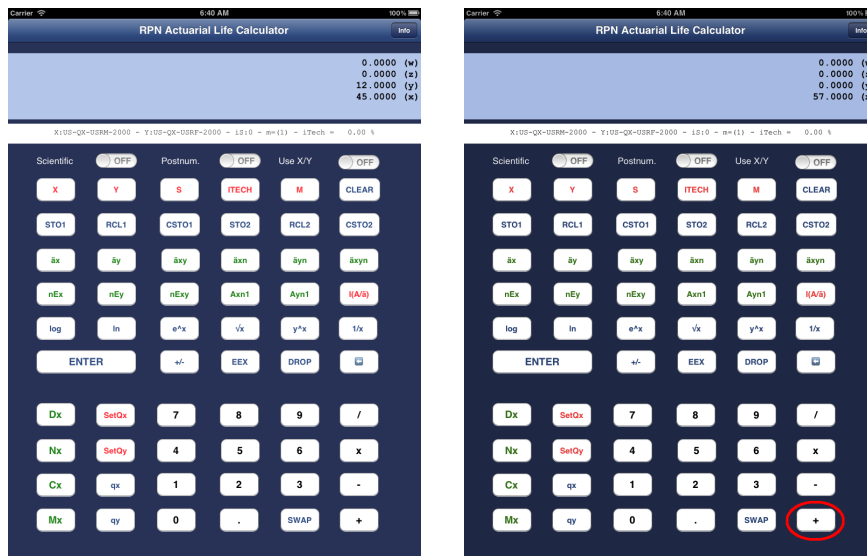 Carrier 6:40 AM 100%
RPN Actuarial Life Calculator Info
0.0000 (w)
0.0000 (z)
12.0000 (y)
45.0000 (x)
X:US-QX-USRM-2000 - Y:US-QX-USRF-2000 - iS:0 - m=(1) - iTech = 0.00 %
Scientific OFF Postnum. OFF Use X/Y OFF
X Y S ITECH M CLEAR
STO1 RCL1 CSTO1 STO2 RCL2 CSTO2
äx äy äxy äxn äyn äxyn
nEx nEy nExy Axn1 Ayn1 I(A/ä)
log ln e^x √x y^x 1/x
ENTER +/- EEX DROP
Dx SetQx 7 8 9 /
Nx SetQy 4 5 6 x
Cx qx 1 2 3 -
Mx qy 0 . SWAP +
Carrier 6:40 AM 100%
RPN Actuarial Life Calculator Info
0.0000
0.0000
0.0000
57.0000
X:US-QX-USRM-2000 - Y:US-QX-USRF-2000 - iS:0 - m=(1) - iTech = 0.00 %
Scientific OFF Postnum. OFF Use X/Y OFF
X Y S ITECH M CLEAR
STO1 RCL1 CSTO1 STO2 RCL2 CSTO2
äx äy äxy äxn äyn äxyn
nEx nEy nExy Axn1 Ayn1 I(A/ä)
log ln e^x √x y^x 1/x
ENTER +/- EEX DROP
Dx SetQx 7 8 9 /
Nx SetQy 4 5 6 x
Cx qx 1 2 3 -
Mx qy 0 . SWAP +